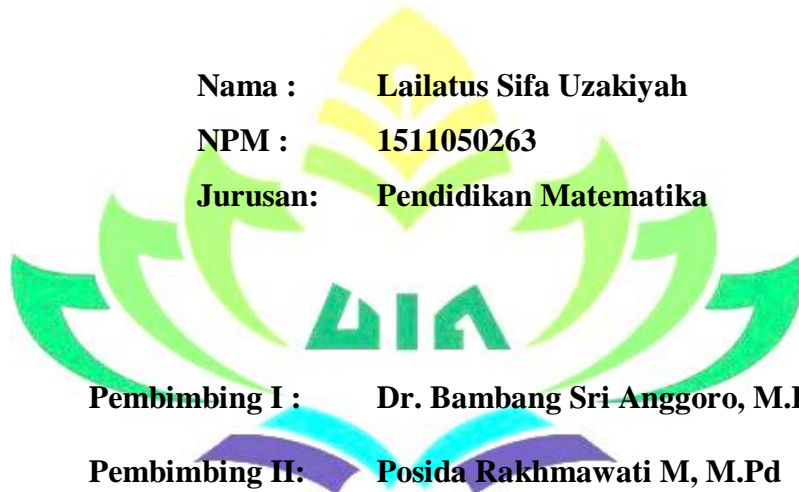 Nama : Lailatus Sifa Uzakiyah
NPM : 1511050263
Jurusan: Pendidikan Matematika
UIN
Pembimbing I : Dr. Bambang Sri Anggoro,
Pembimbing II: Posida Rakhmawati M, M.Pd